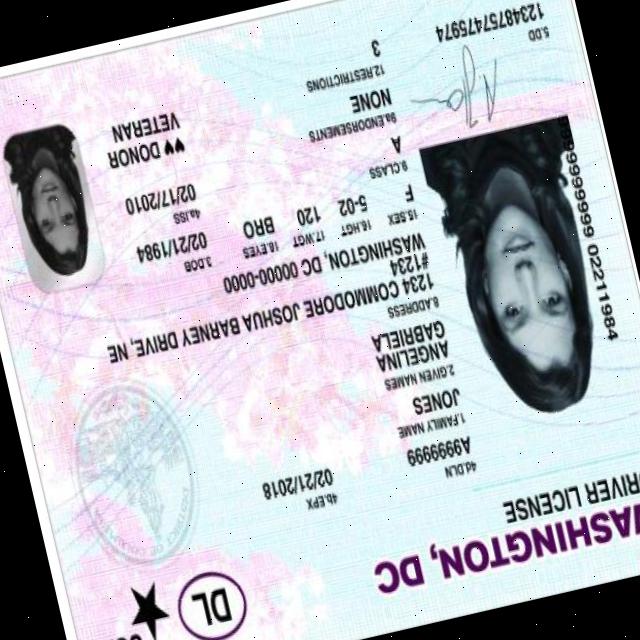 WASHINGTON, DC
DRIVER LICENSE
DL
4d.DLN
A9999999
4b.EPX
02/21/2018
1.FAMILY NAME
JONES
2.GIVEN NAMES
ANGELINA
GABRIELA
8.ADDRESS
1234 COMMODORE JOSHUA BARNEY DRIVE, NE
#1234
WASHINGTON, DC 00000-0000
15.SEX
F
16.HGT
5-02
17.WGT
120
18.EYES
BRO
3.DOB
02/21/1984
9.CLASS
A
4a.ISS
02/17/2010
9a.ENDORSEMENTS
NONE
DONOR
VETERAN
12.RESTRICTIONS
3
5.DD
12348757475974
02211984